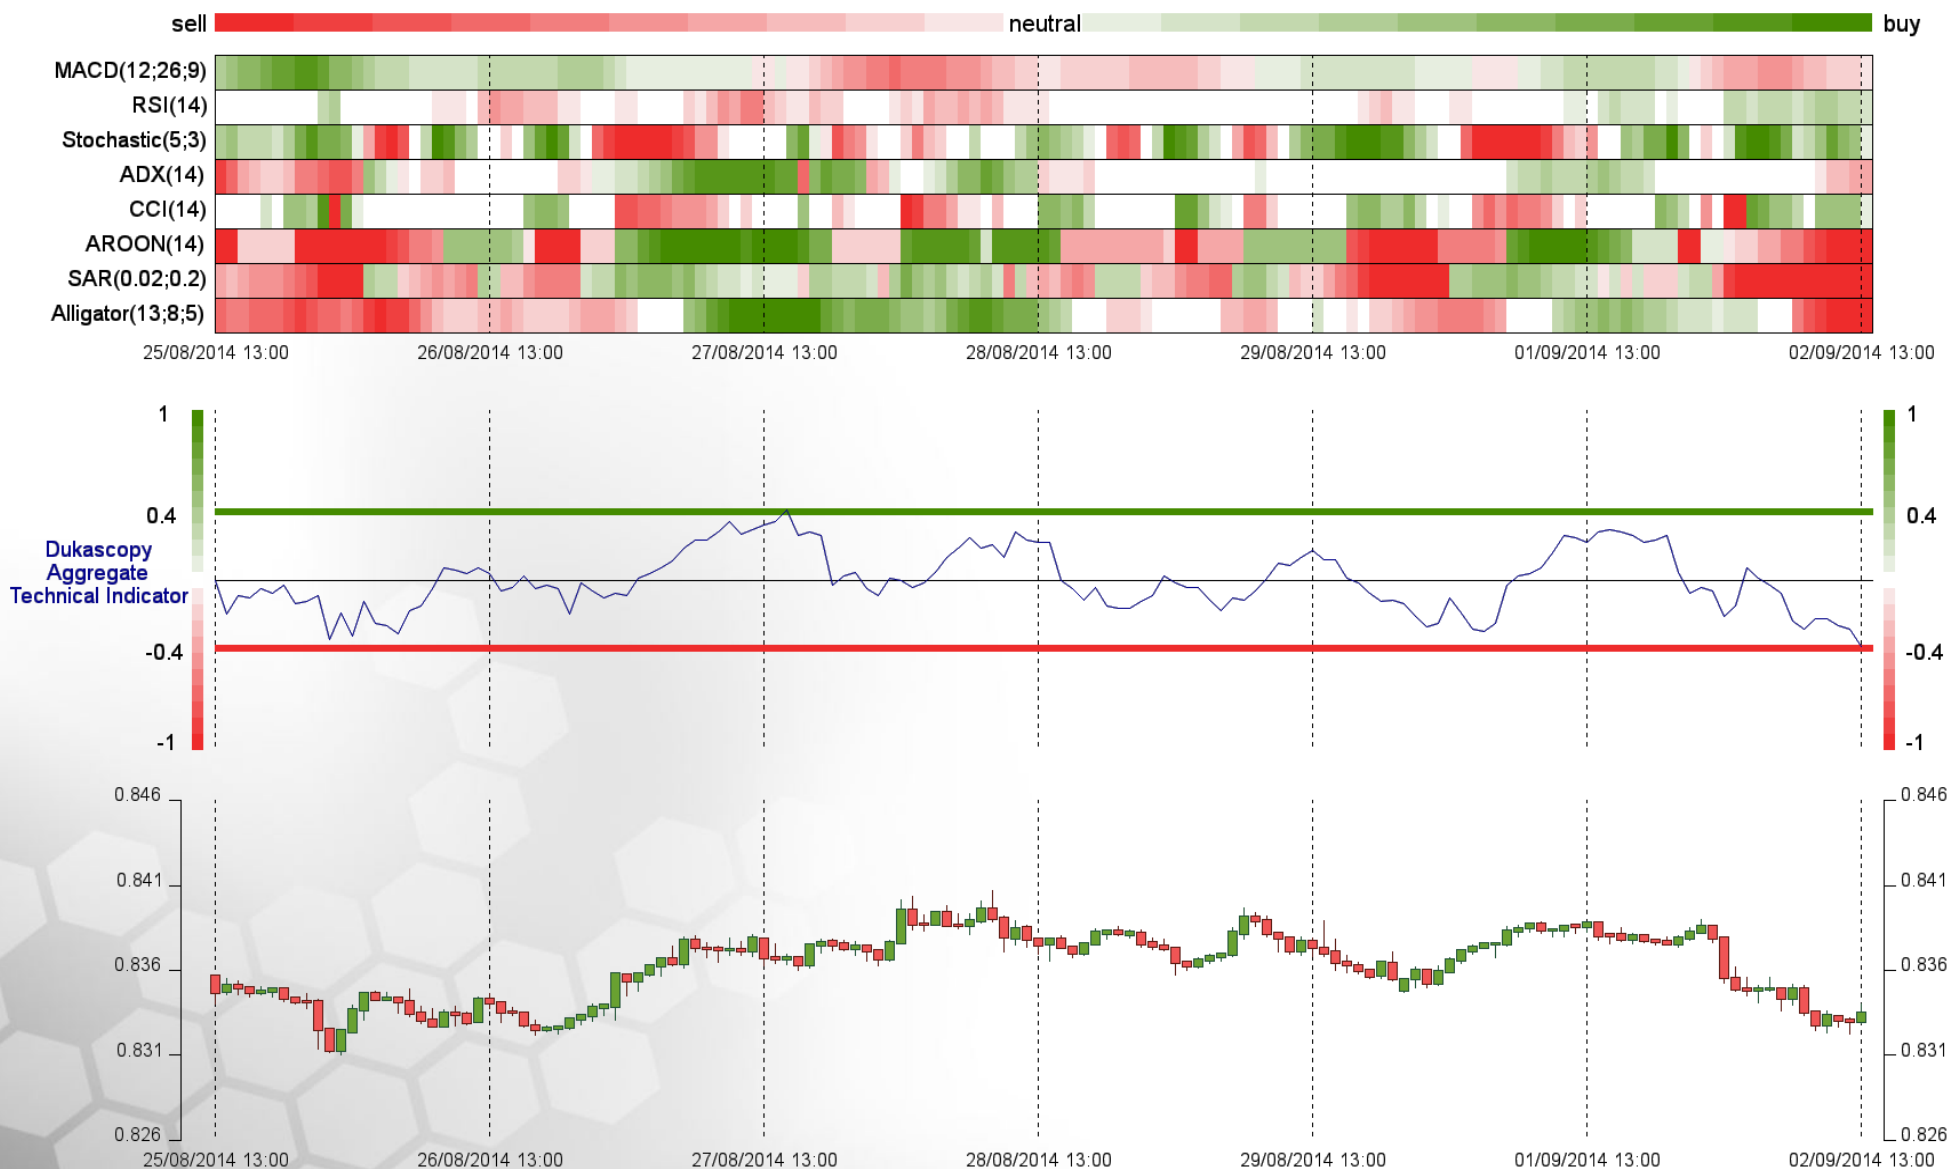 sell neutral buy
MACD(12;26;9)
RSI(14)
Stochastic(5;3)
ADX(14)
CCI(14)
AROON(14)
SAR(0.02;0.2)
Alligator(13;8;5)
25/08/2014 13:00 26/08/2014 13:00 27/08/2014 13:00 28/08/2014 13:00 29/08/2014 13:00 01/09/2014 13:00 02/09/2014 13:00
1 1
0.4 0.4
Dukascopy
Aggregate
Technical Indicator
-0.4 -0.4
-1 -1
0.846 0.846
0.841 0.841
0.836 0.836
0.831 0.831
0.826 0.826
25/08/2014 13:00 26/08/2014 13:00 27/08/2014 13:00 28/08/2014 13:00 29/08/2014 13:00 01/09/2014 13:00 02/09/2014 13:00